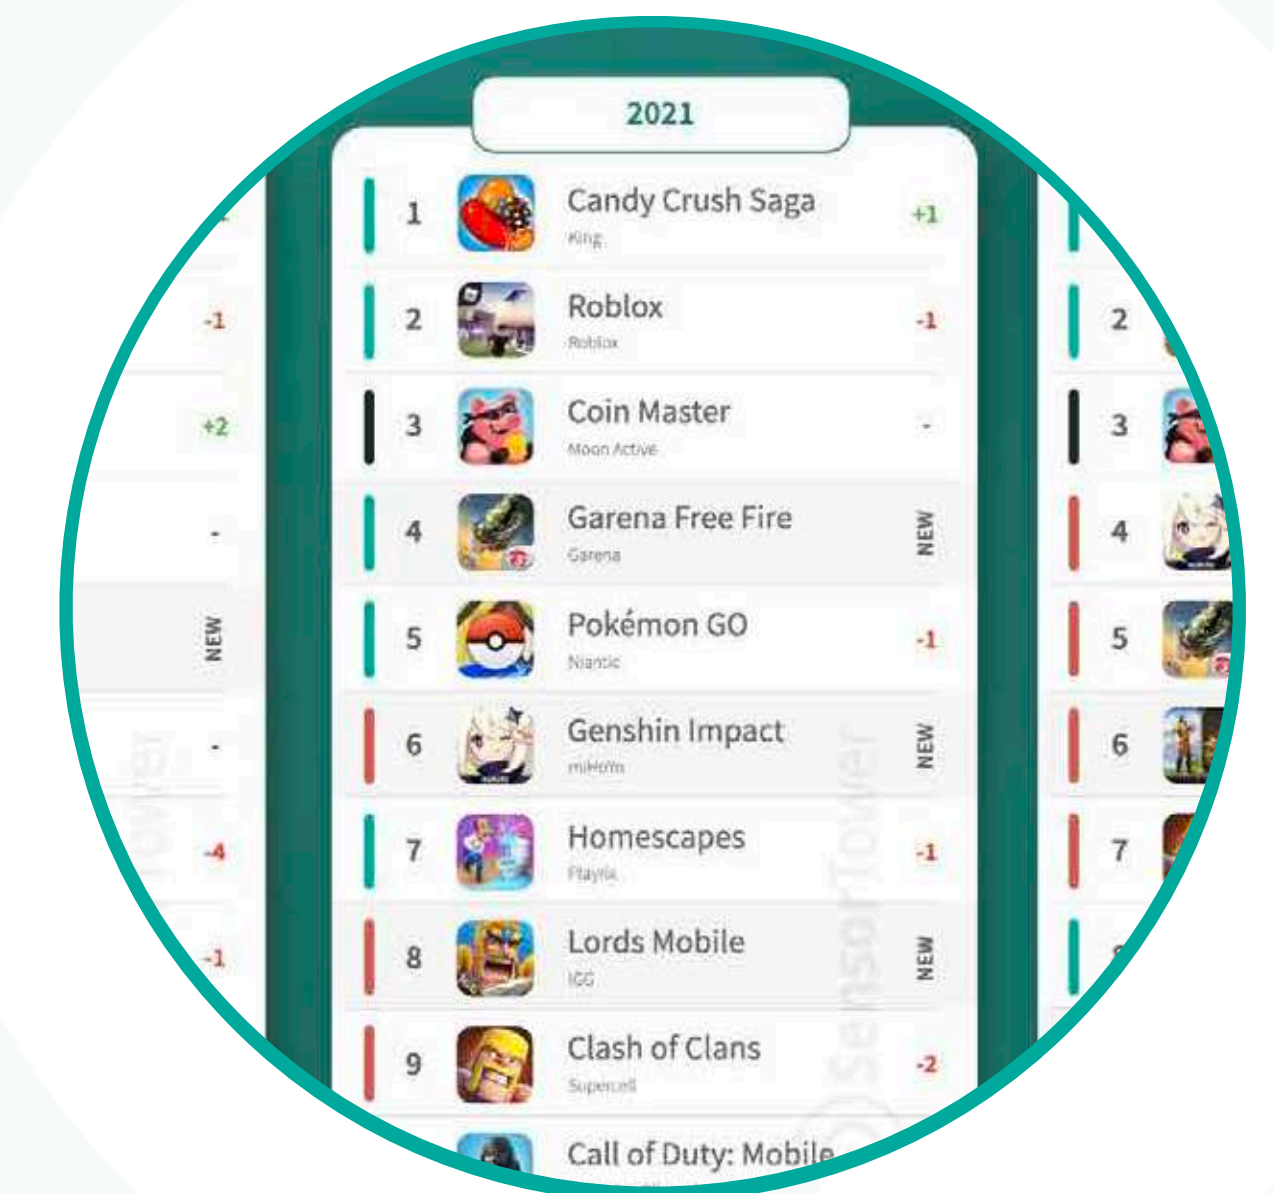 2021
-1
+2
-
NEW
-
-4
-1
1
Candy Crush Saga
King
+1
2
Roblox
Roblox
-1
3
Coin Master
Moon Active
-
4
Garena Free Fire
Garena
NEW
5
Pokémon GO
Niantic
-1
6
Genshin Impact
miHoYo
NEW
7
Homescapes
Playrix
-1
8
Lords Mobile
IGG
NEW
9
Clash of Clans
Supercell
-2
Call of Duty: Mobile
SensorTower
2
3
4
5
6
7